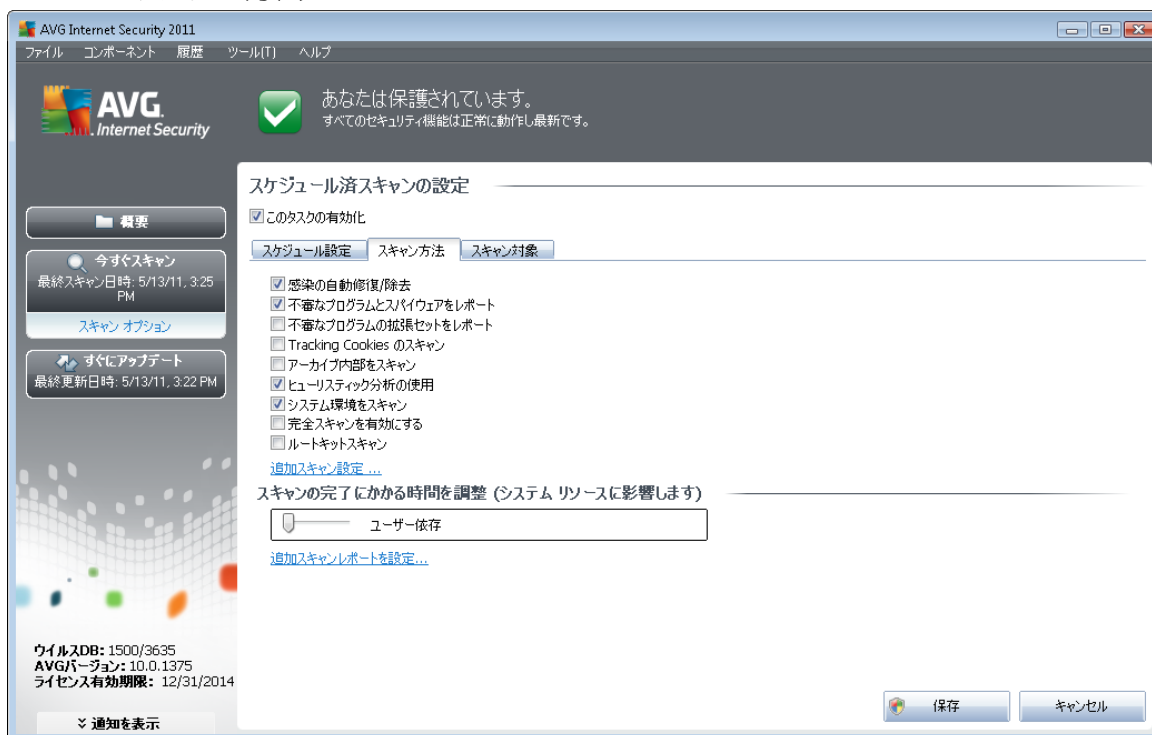 AVG Internet Security 2011
ファイル コンポーネント 履歴 ツール(T) ヘルプ
AVG.
Internet Security
あなたは保護されています。
すべてのセキュリティ機能は正常に動作し最新です。
概要
今すぐスキャン
最終スキャン日時: 5/13/11, 3:25
PM
スキャン オプション
すぐにアップデート
最終更新日時: 5/13/11, 3:22 PM
ウイルスDB: 1500/3635
AVGバージョン: 10.0.1375
ライセンス有効期限: 12/31/2014
通知を表示
スケジュール済スキャンの設定
このタスクの有効化
スケジュール設定 スキャン方法 スキャン対象
感染の自動修復/除去
不審なプログラムとスパイウェアをレポート
不審なプログラムの拡張セットをレポート
Tracking Cookies のスキャン
アーカイブ内部をスキャン
ヒューリスティック分析の使用
システム環境をスキャン
完全スキャンを有効にする
ルートキットスキャン
追加スキャン設定 ...
スキャンの完了にかかる時間を調整 (システム リソースに影響します)
ユーザー依存
追加スキャンレポートを設定...
保存 キャンセル